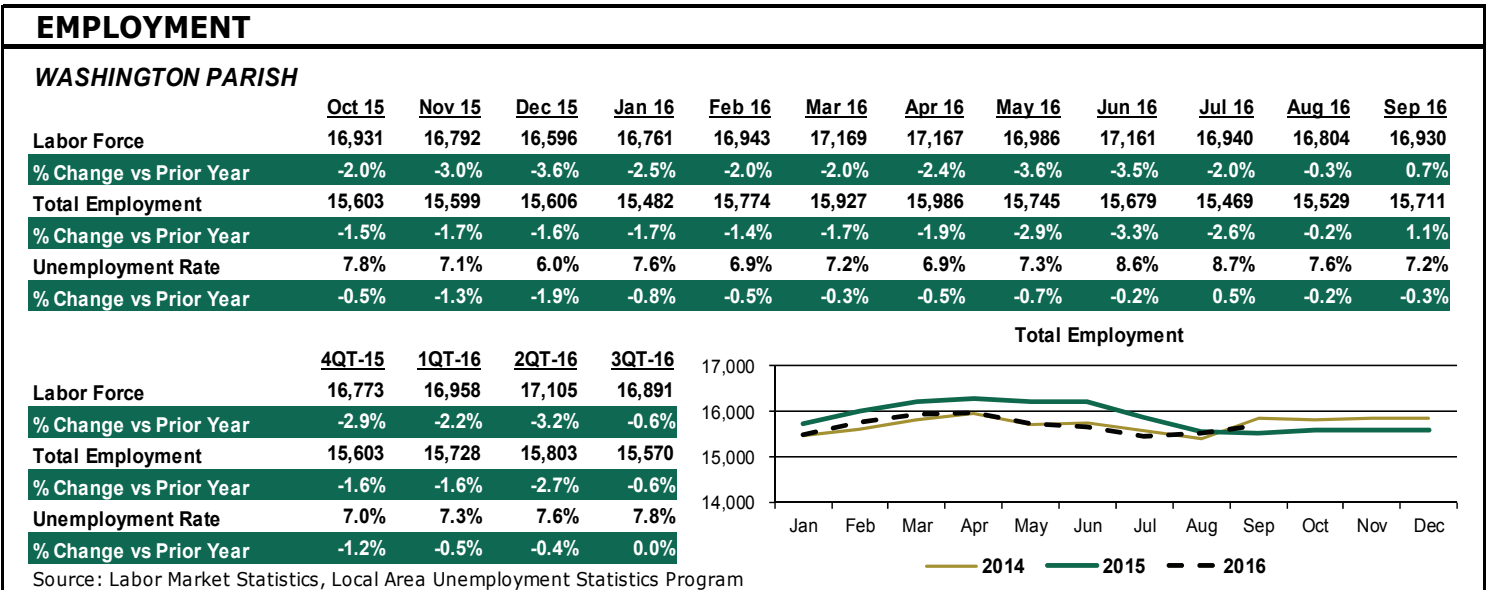 EMPLOYMENT
WASHINGTON PARISH
Oct 15 Nov 15 Dec 15 Jan 16 Feb 16 Mar 16 Apr 16 May 16 Jun 16 Jul 16 Aug 16 Sep 16
Labor Force 16,931 16,792 16,596 16,761 16,943 17,169 17,167 16,986 17,161 16,940 16,804 16,930
% Change vs Prior Year -2.0% -3.0% -3.6% -2.5% -2.0% -2.0% -2.4% -3.6% -3.5% -2.0% -0.3% 0.7%
Total Employment 15,603 15,599 15,606 15,482 15,774 15,927 15,986 15,745 15,679 15,469 15,529 15,711
% Change vs Prior Year -1.5% -1.7% -1.6% -1.7% -1.4% -1.7% -1.9% -2.9% -3.3% -2.6% -0.2% 1.1%
Unemployment Rate 7.8% 7.1% 6.0% 7.6% 6.9% 7.2% 6.9% 7.3% 8.6% 8.7% 7.6% 7.2%
% Change vs Prior Year -0.5% -1.3% -1.9% -0.8% -0.5% -0.3% -0.5% -0.7% -0.2% 0.5% -0.2% -0.3%
4QT-15 1QT-16 2QT-16 3QT-16
Labor Force 16,773 16,958 17,105 16,891
% Change vs Prior Year -2.9% -2.2% -3.2% -0.6%
Total Employment 15,603 15,728 15,803 15,570
% Change vs Prior Year -1.6% -1.6% -2.7% -0.6%
Unemployment Rate 7.0% 7.3% 7.6% 7.8%
% Change vs Prior Year -1.2% -0.5% -0.4% 0.0%
Source: Labor Market Statistics, Local Area Unemployment Statistics Program
Total Employment
17,000
16,000
15,000
14,000
Jan Feb Mar Apr May Jun Jul Aug Sep Oct Nov Dec
2014 2015 2016